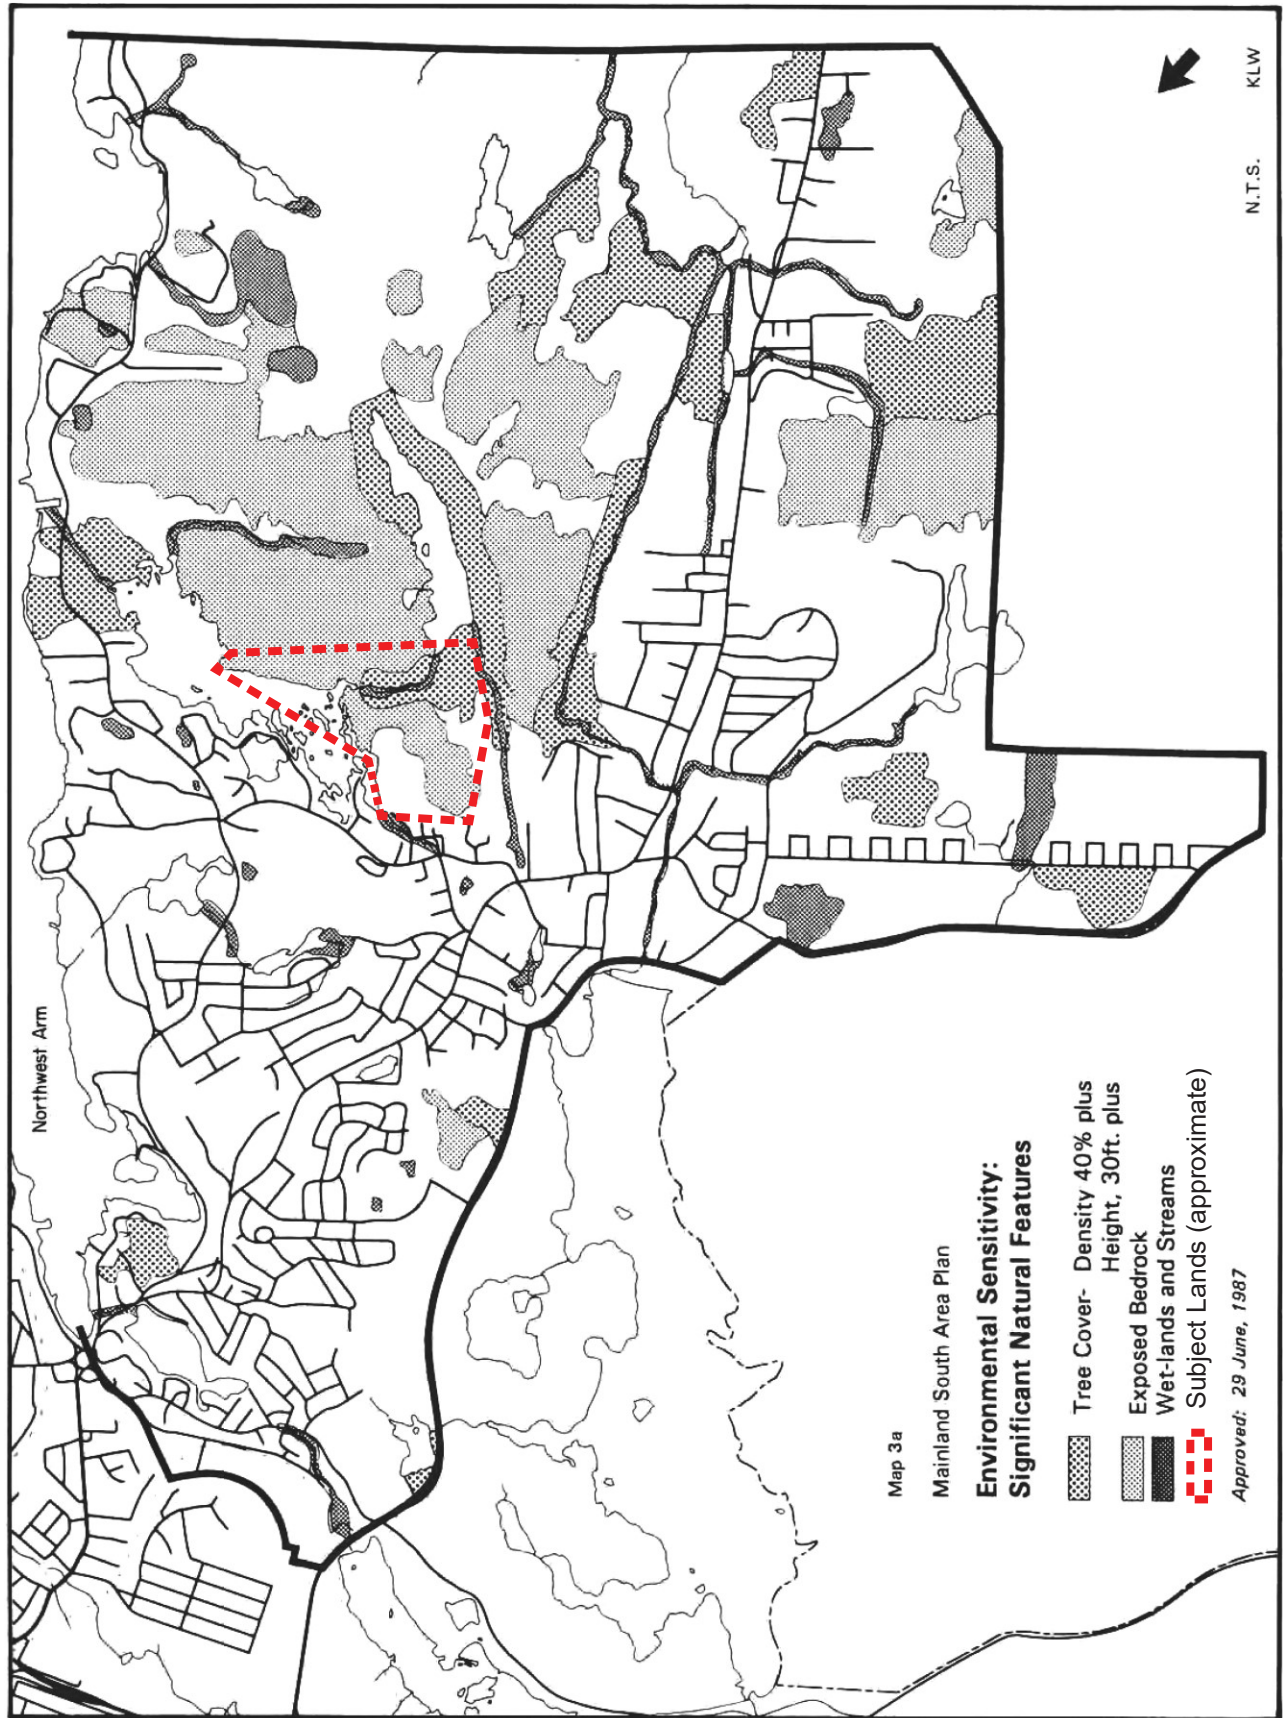 Northwest Arm
Map 3a
Mainland South Area Plan
Environmental Sensitivity:
Significant Natural Features
Tree Cover- Density 40% plus
Height, 30ft. plus
Exposed Bedrock
Wet-lands and Streams
Subject Lands (approximate)
Approved: 29 June, 1987
N.T.S. KLW